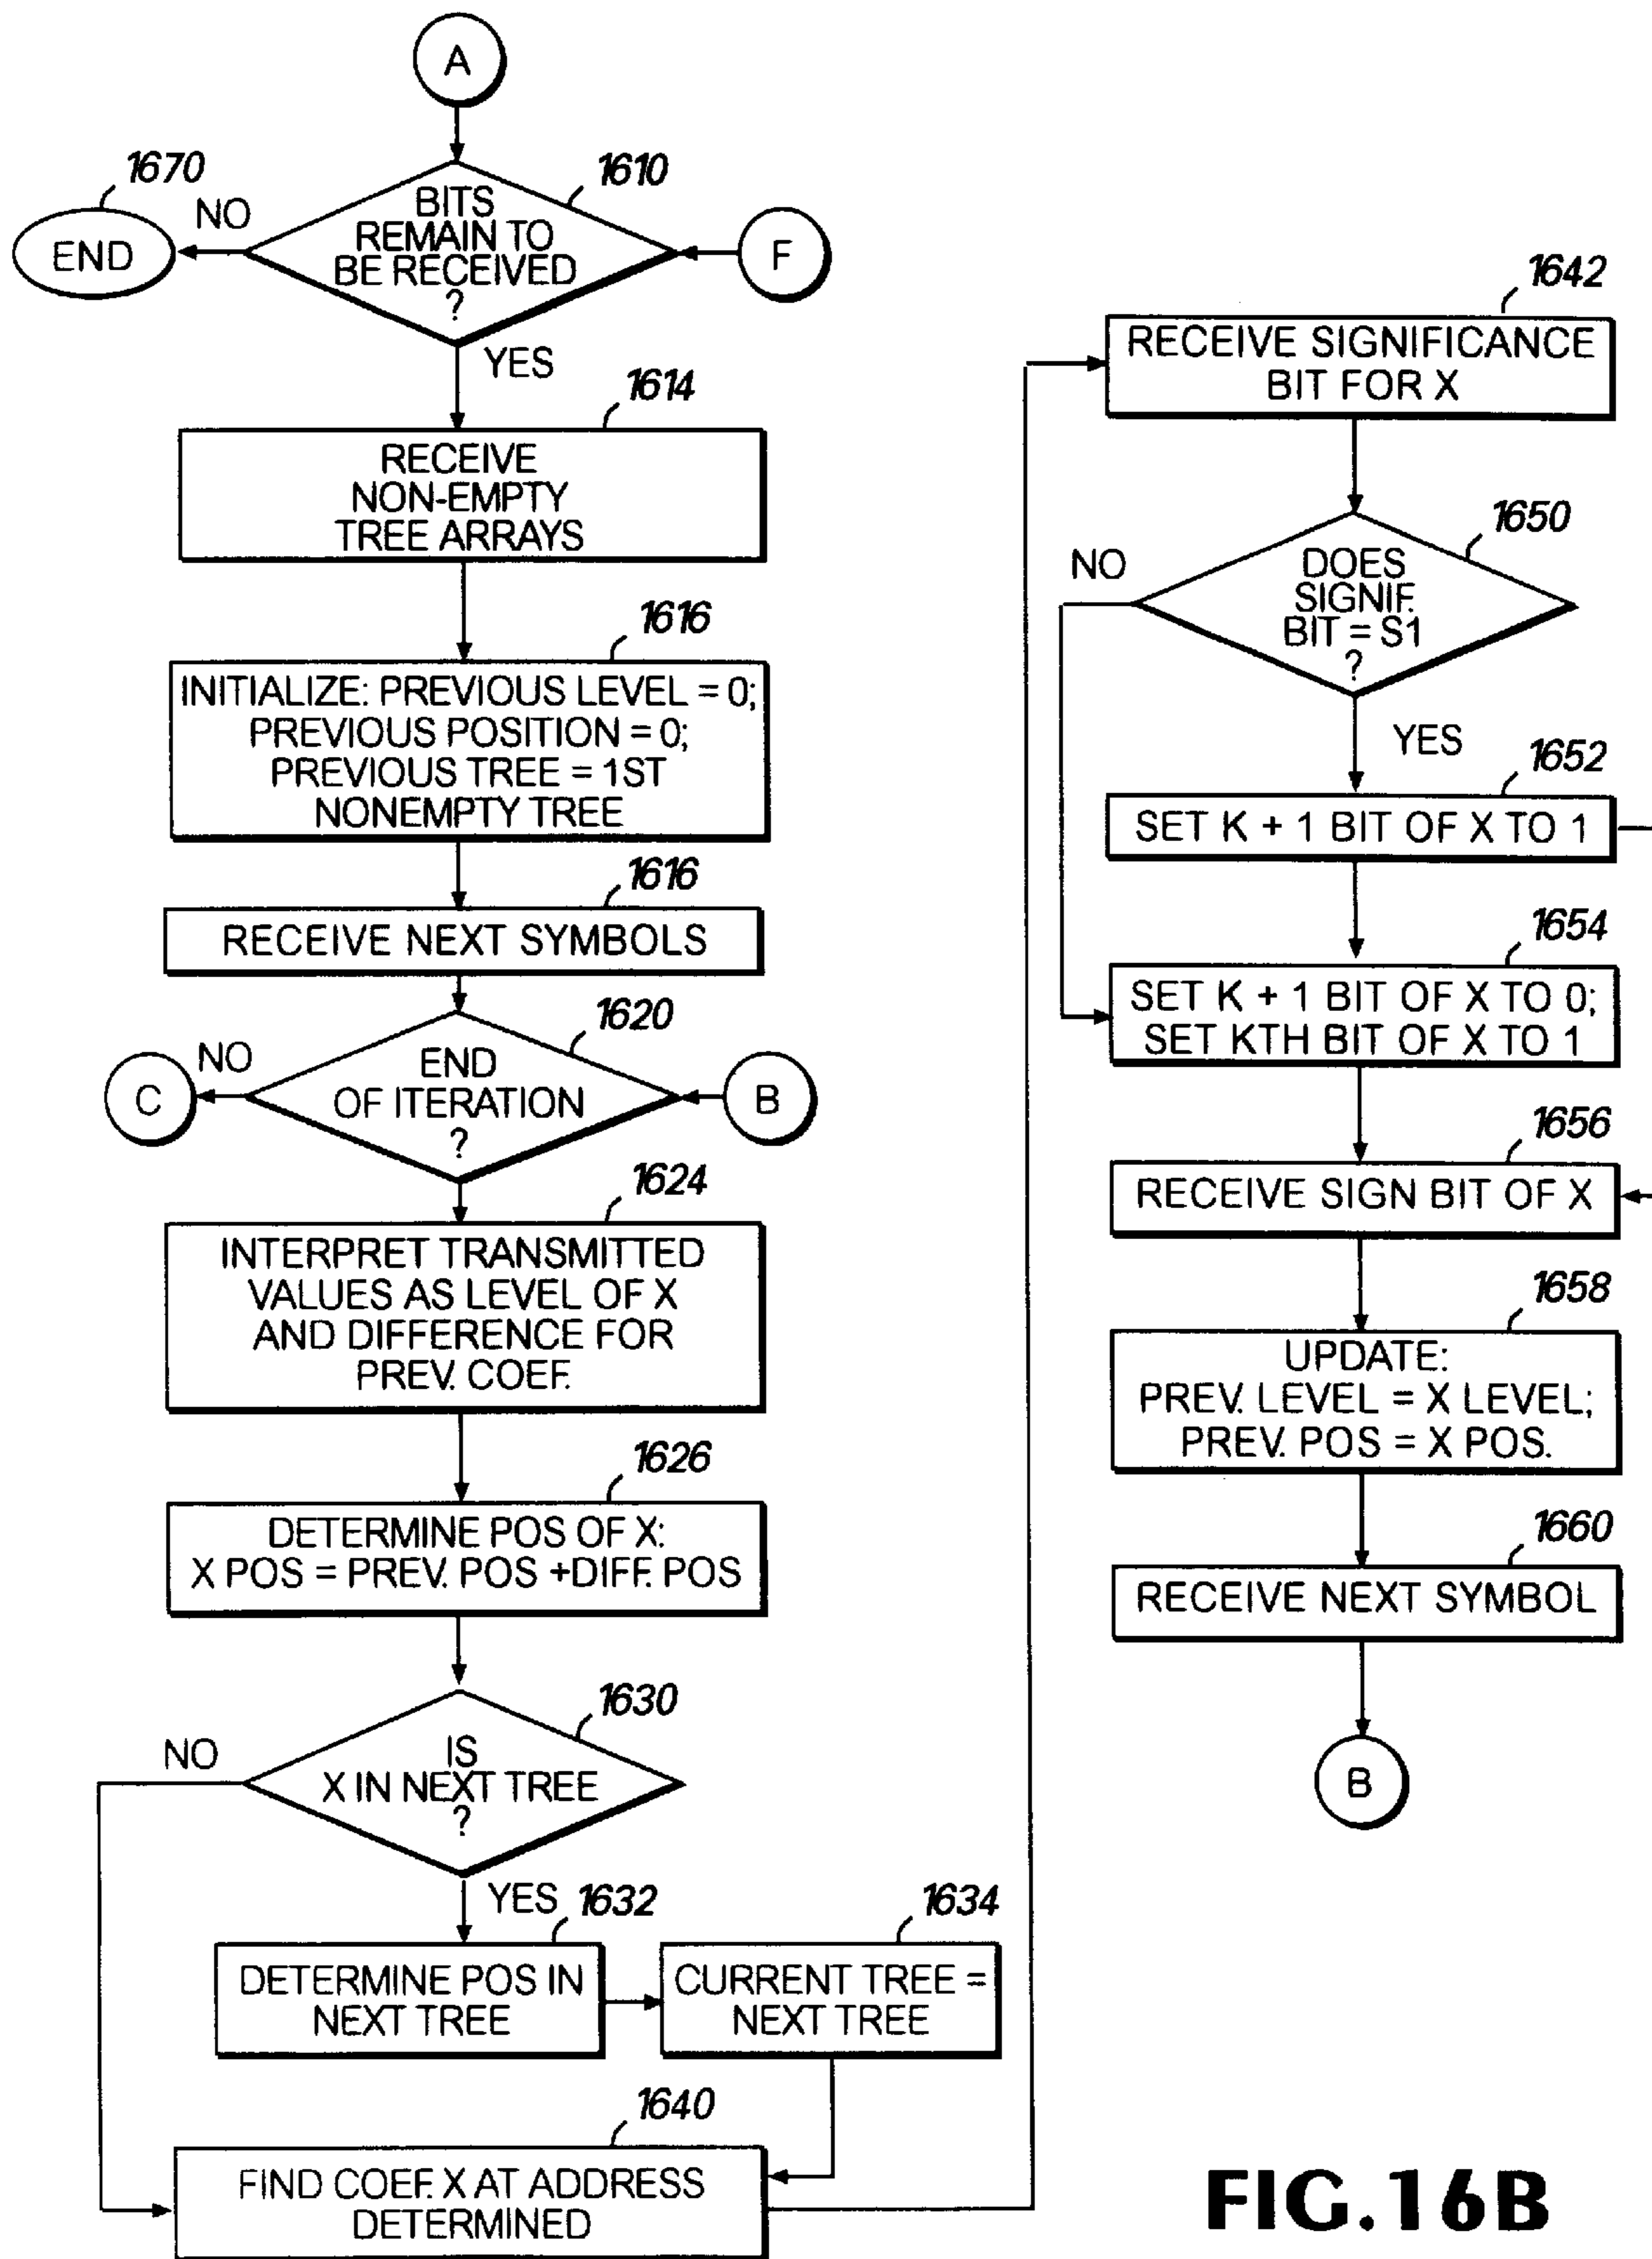 A
1670
NO
END
1610
BITS
REMAIN TO
BE RECEIVED
?
F
YES
1614
RECEIVE
NON-EMPTY
TREE ARRAYS
1616
INITIALIZE: PREVIOUS LEVEL = 0;
PREVIOUS POSITION = 0;
PREVIOUS TREE = 1ST
NONEMPTY TREE
1616
RECEIVE NEXT SYMBOLS
1620
C
NO
END
OF ITERATION
?
B
1624
INTERPRET TRANSMITTED
VALUES AS LEVEL OF X
AND DIFFERENCE FOR
PREV. COEF.
1626
DETERMINE POS OF X:
X POS = PREV. POS +DIFF. POS
1630
NO
IS
X IN NEXT TREE
?
YES
1632
DETERMINE POS IN
NEXT TREE
1634
CURRENT TREE =
NEXT TREE
1640
FIND COEF. X AT ADDRESS
DETERMINED
1642
RECEIVE SIGNIFICANCE
BIT FOR X
1650
NO
DOES
SIGNIF.
BIT = S1
?
YES
1652
SET K + 1 BIT OF X TO 1
1654
SET K + 1 BIT OF X TO 0;
SET KTH BIT OF X TO 1
1656
RECEIVE SIGN BIT OF X
1658
UPDATE:
PREV. LEVEL = X LEVEL;
PREV. POS = X POS.
1660
RECEIVE NEXT SYMBOL
B
FIG.16B